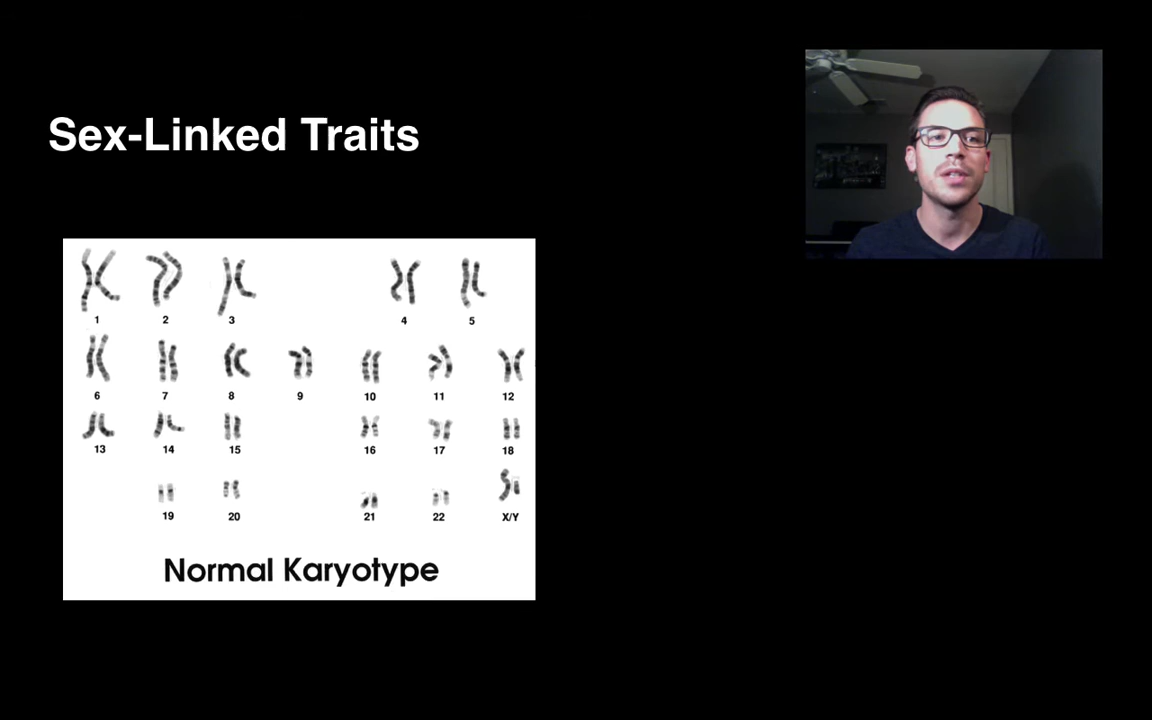 Sex-Linked Traits
1 2 3 4 5
6 7 8 9 10 11 12
13 14 15 16 17 18
19 20 21 22 X/Y
Normal Karyotype